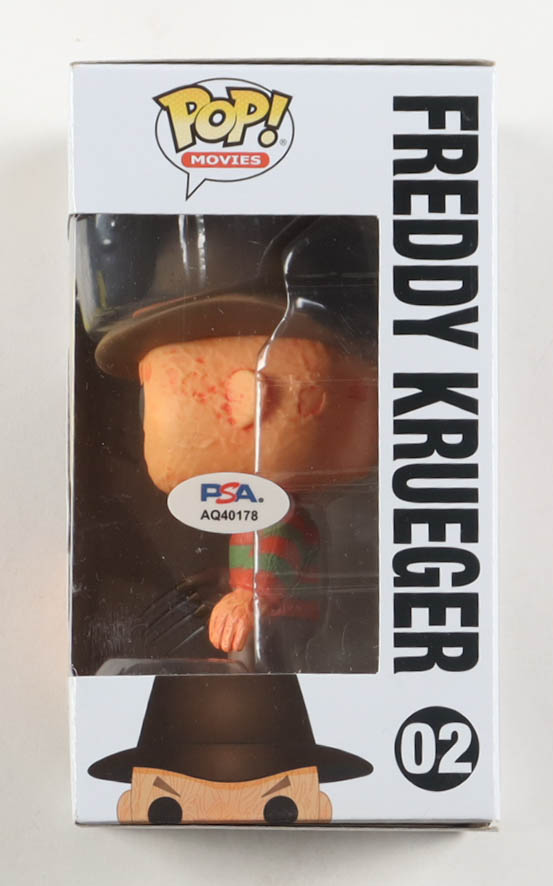 POP!®
MOVIES
FREDDY KRUEGER
02
PSA.
AQ40178